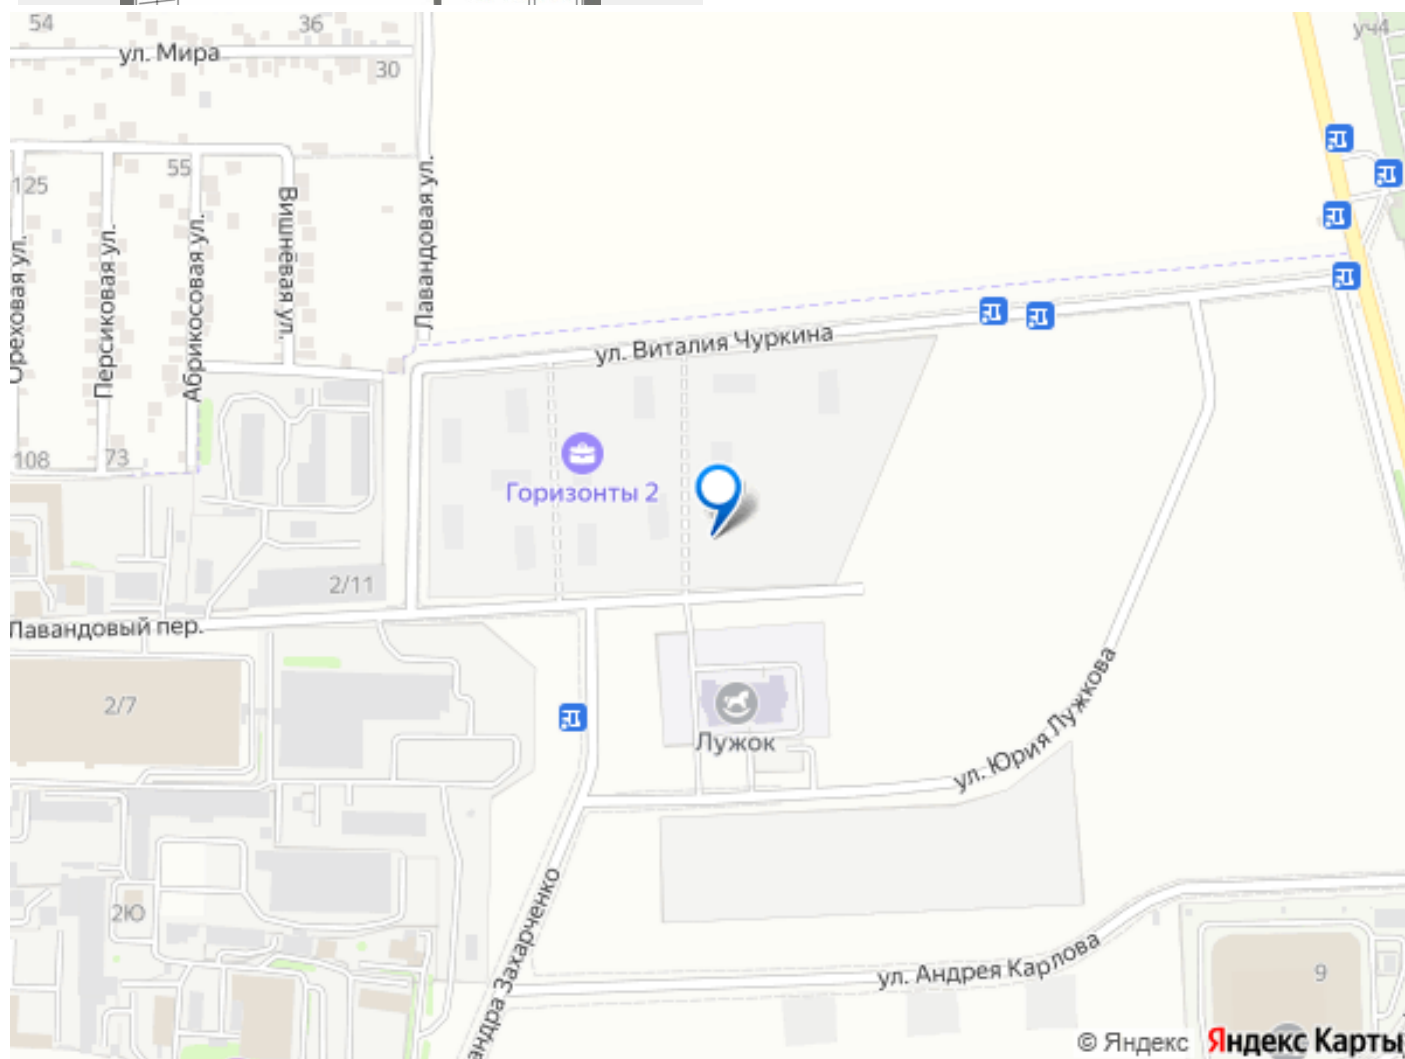 54
36
уч4
ул. Мира
30
55
125
Вишнёвая ул.
Лавандовая ул.
Ореховая ул.
Персиковая ул.
Абрикосовая ул.
ул. Виталия Чуркина
108
73
Горизонты 2
2/11
Лавандовый пер.
2/7
Лужок
ул. Юрия Лужкова
2Ю
андра Захарченко
ул. Андрея Карлова
9
© Яндекс Яндекс Карты